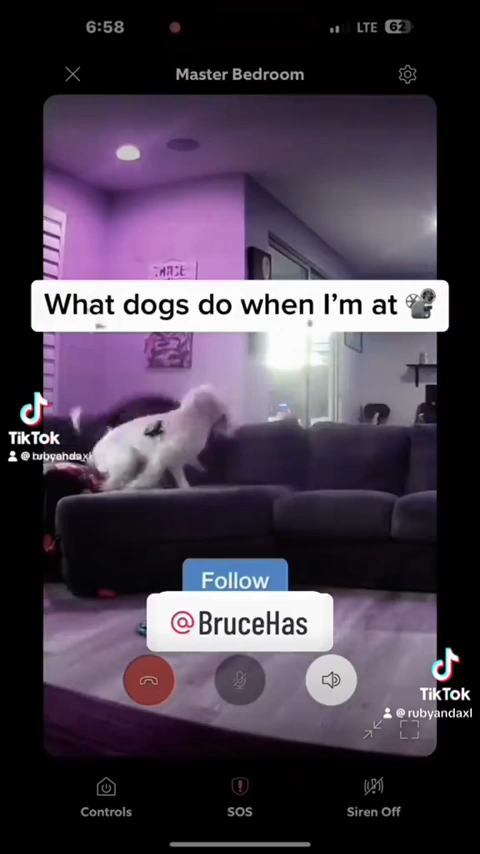 6:58
LTE 62
Master Bedroom
What dogs do when I'm at
TikTok
Follow
@BruceHas
TikTok
@rubyandaxl
Controls
SOS
Siren Off